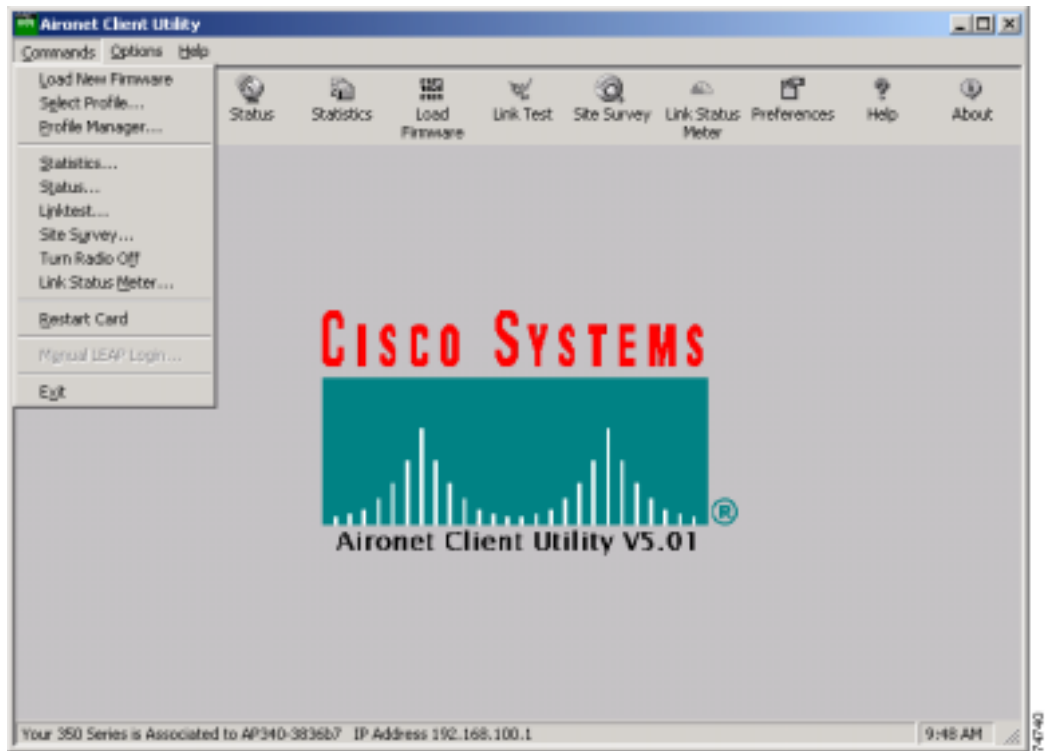 Aironet Client Utility
Commands Options Help
Load New Firmware
Select Profile...
Profile Manager...
Statistics...
Status...
Linktest...
Site Survey...
Turn Radio Off
Link Status Meter...
Restart Card
Manual LEAP Login...
Exit
Status
Statistics
Load
Firmware
Link Test
Site Survey
Link Status
Meter
Preferences
Help
About
CISCO SYSTEMS
®
Aironet Client Utility V5.01
Your 350 Series is Associated to AP340-3836b7 IP Address 192.168.100.1
9:48 AM
74740